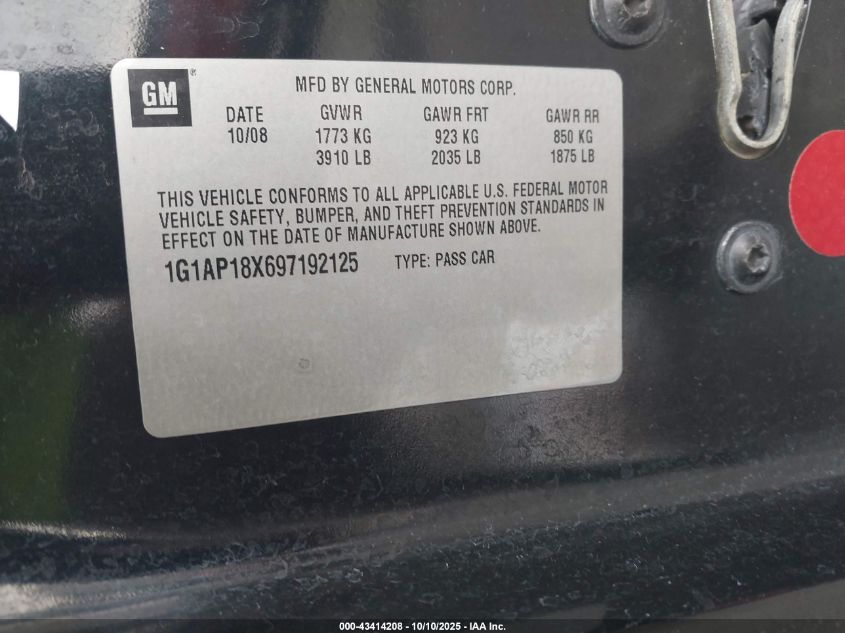 GM ®
MFD BY GENERAL MOTORS CORP.
DATE GVWR GAWR FRT GAWR RR
10/08 1773 KG 923 KG 850 KG
3910 LB 2035 LB 1875 LB
THIS VEHICLE CONFORMS TO ALL APPLICABLE U.S. FEDERAL MOTOR
VEHICLE SAFETY, BUMPER, AND THEFT PREVENTION STANDARDS IN
EFFECT ON THE DATE OF MANUFACTURE SHOWN ABOVE.
1G1AP18X697192125 TYPE: PASS CAR
000-43414208 - 10/10/2025 - IAA Inc.